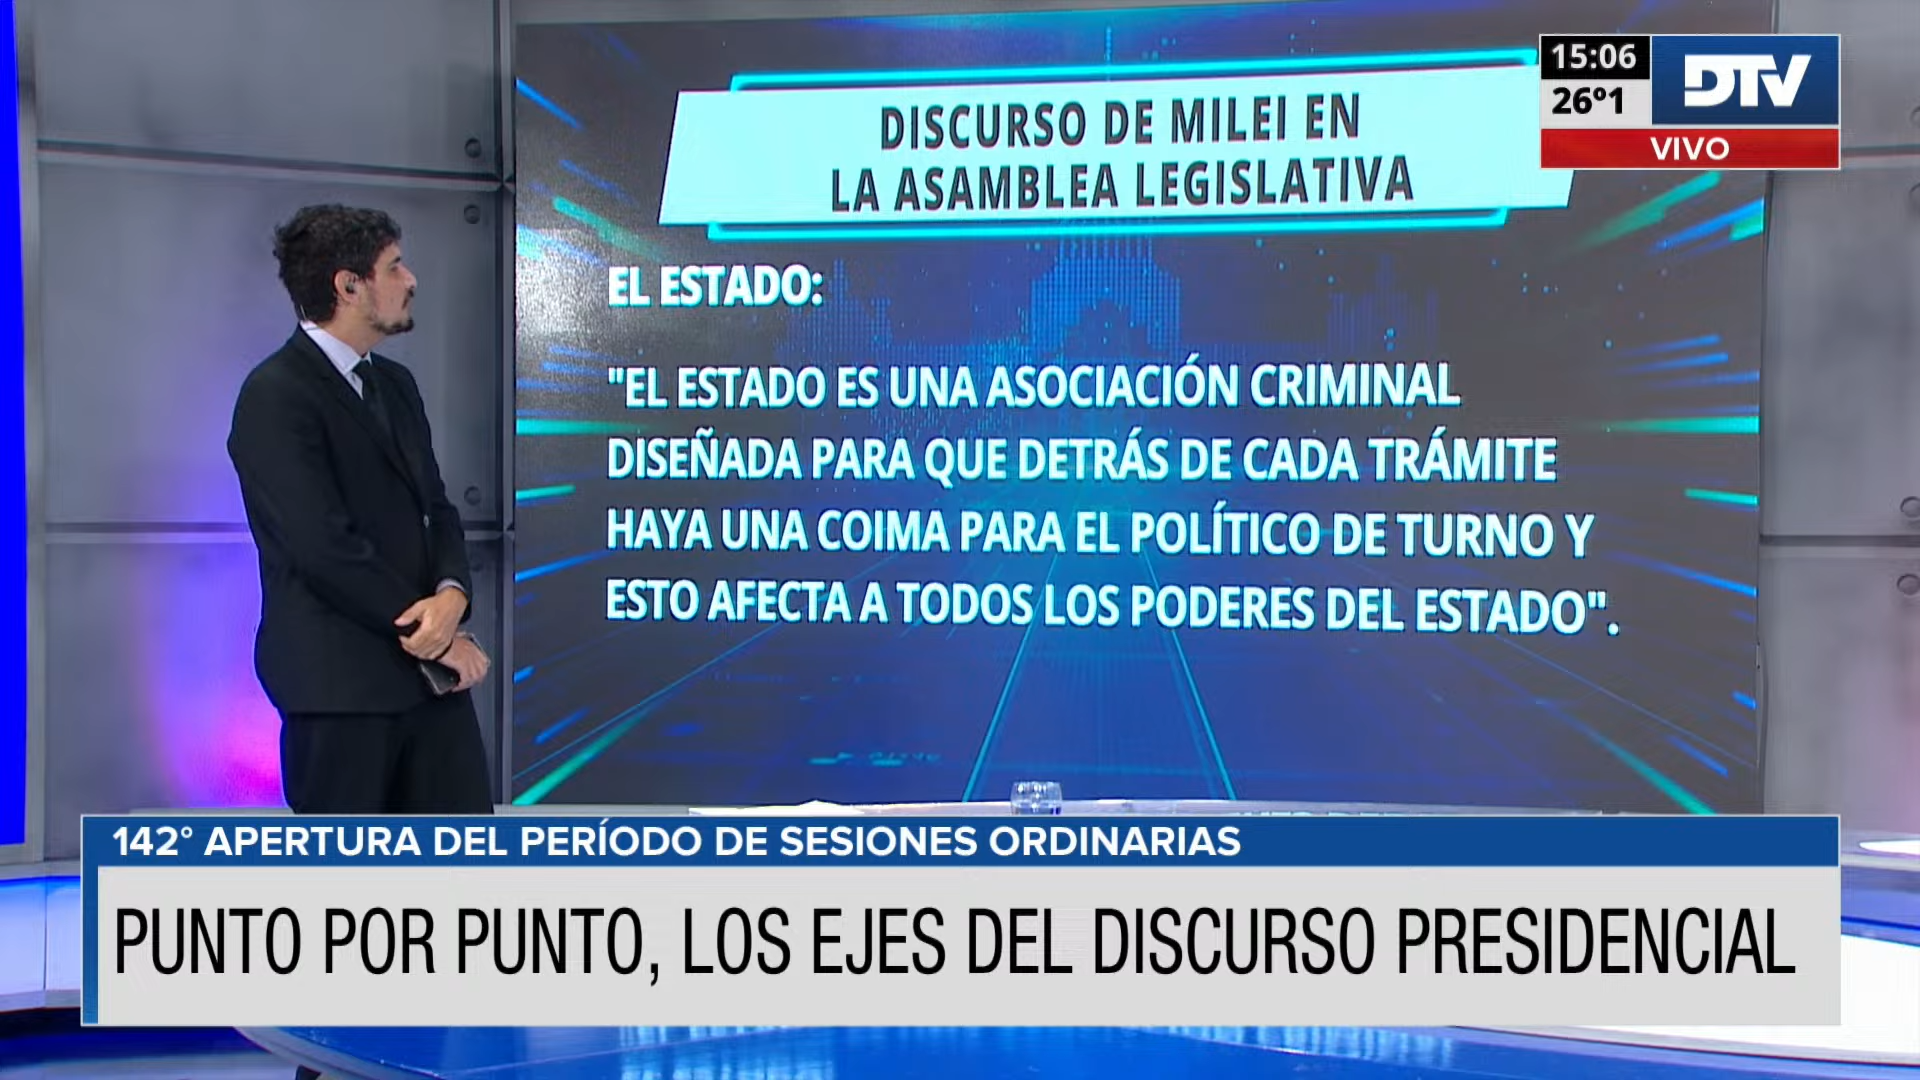 15:06
26°1
DTV
VIVO
DISCURSO DE MILEI EN
LA ASAMBLEA LEGISLATIVA
EL ESTADO:
"EL ESTADO ES UNA ASOCIACIÓN CRIMINAL
DISEÑADA PARA QUE DETRÁS DE CADA TRÁMITE
HAYA UNA COIMA PARA EL POLÍTICO DE TURNO Y
ESTO AFECTA A TODOS LOS PODERES DEL ESTADO".
142° APERTURA DEL PERÍODO DE SESIONES ORDINARIAS
PUNTO POR PUNTO, LOS EJES DEL DISCURSO PRESIDENCIAL